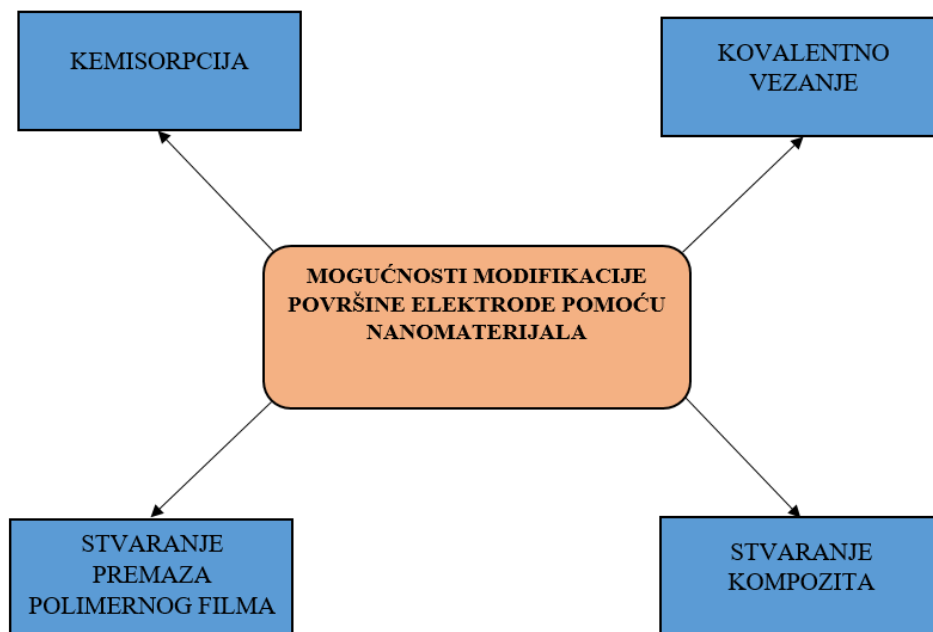 KEMISORPCIJA
KOVALENTNO
VEZANJE
MOGUĆNOSTI MODIFIKACIJE
POVRŠINE ELEKTRODE POMOĆU
NANOMATERIJALA
STVARANJE
PREMAZA
POLIMERNOG FILMA
STVARANJE
KOMPOZITA